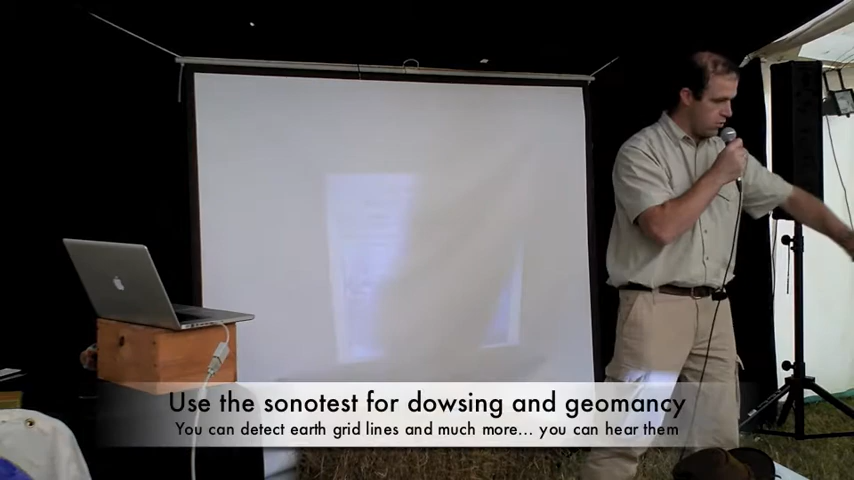 Use the sonotest for dowsing and geomancy
You can detect earth grid lines and much more... you can hear them